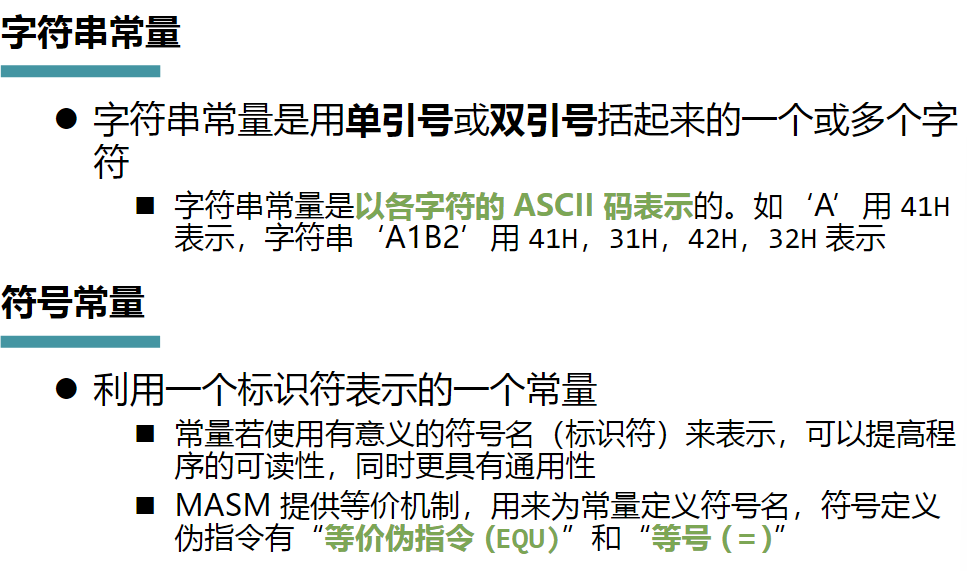 字符串常量
● 字符串常量是用单引号或双引号括起来的一个或多个字
符
■ 字符串常量是以各字符的 ASCII 码表示的。如‘A’用 41H
表示，字符串‘A1B2’用 41H，31H，42H，32H 表示
符号常量
● 利用一个标识符表示的一个常量
■ 常量若使用有意义的符号名（标识符）来表示，可以提高程
序的可读性，同时更具有通用性
■ MASM 提供等价机制，用来为常量定义符号名，符号定义
伪指令有“等价伪指令 (EQU)”和“等号 ( = )”